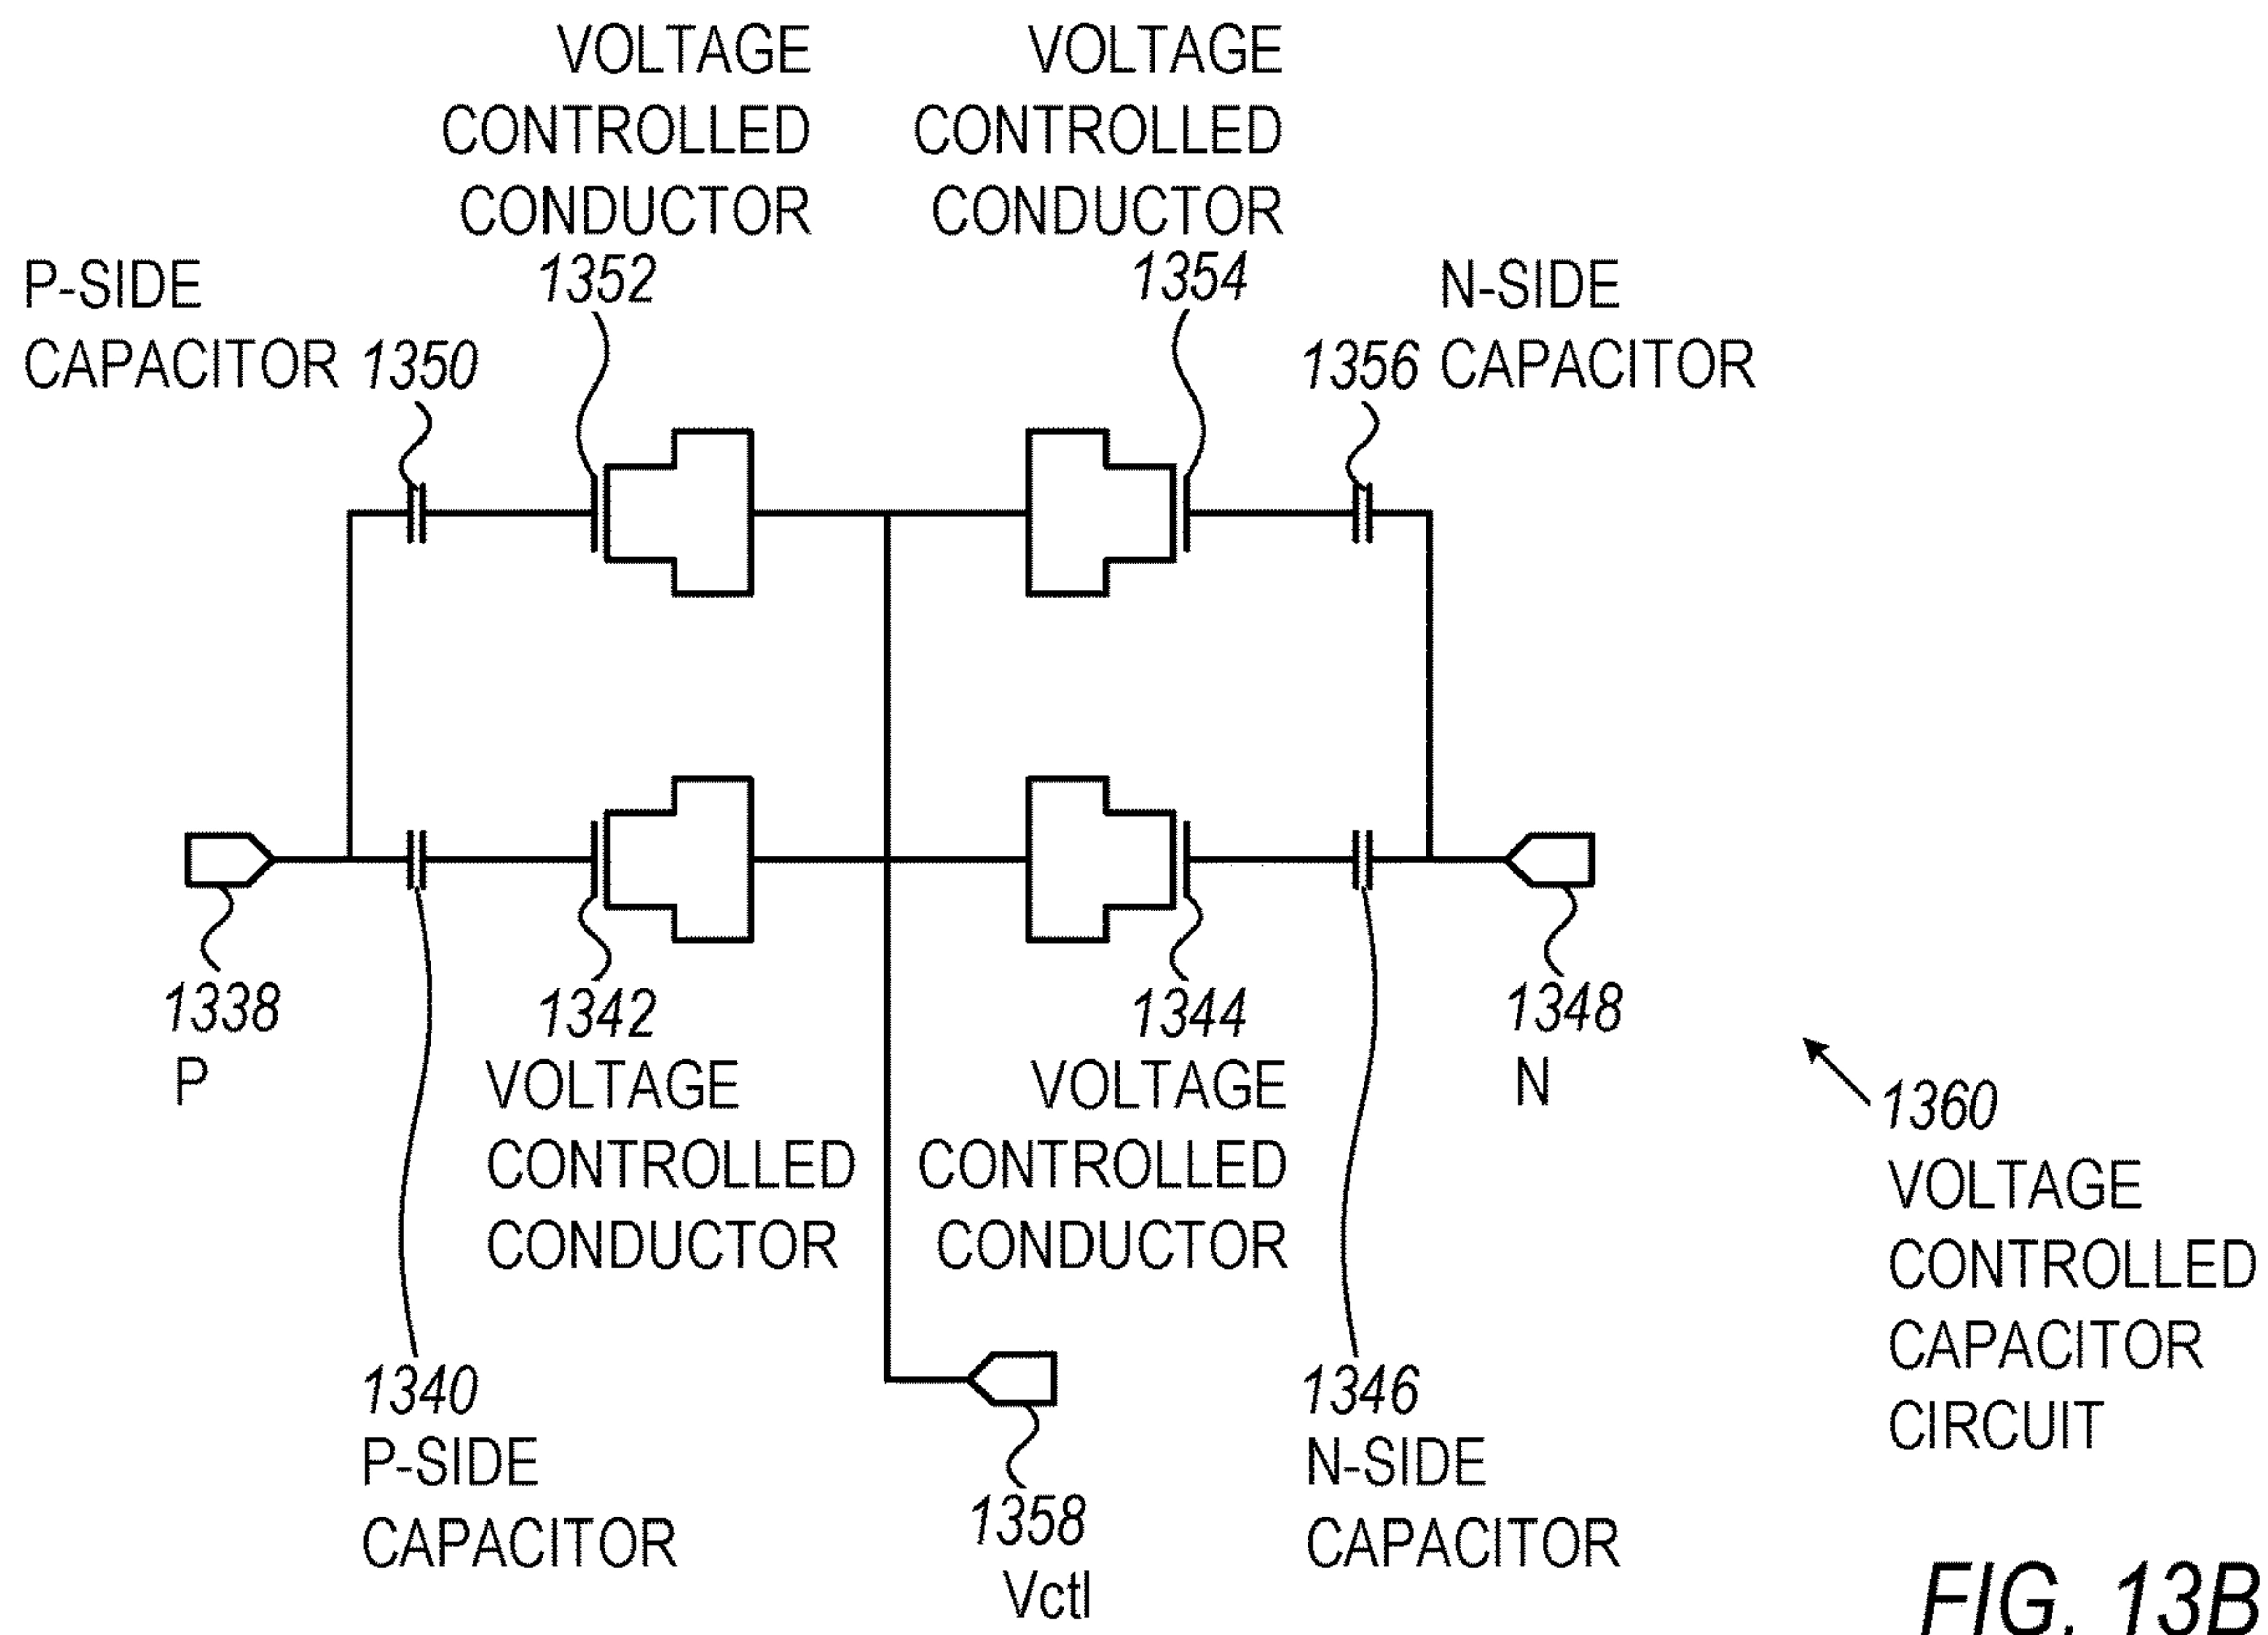 VOLTAGE
CONTROLLED
CONDUCTOR
1352
VOLTAGE
CONTROLLED
CONDUCTOR
1354
P-SIDE
CAPACITOR 1350
N-SIDE
1356 CAPACITOR
1338
P
1342
VOLTAGE
CONTROLLED
CONDUCTOR
1344
VOLTAGE
CONTROLLED
CONDUCTOR
1348
N
1360
VOLTAGE
CONTROLLED
CAPACITOR
CIRCUIT
1340
P-SIDE
CAPACITOR
1358
Vctl
1346
N-SIDE
CAPACITOR
FIG. 13B